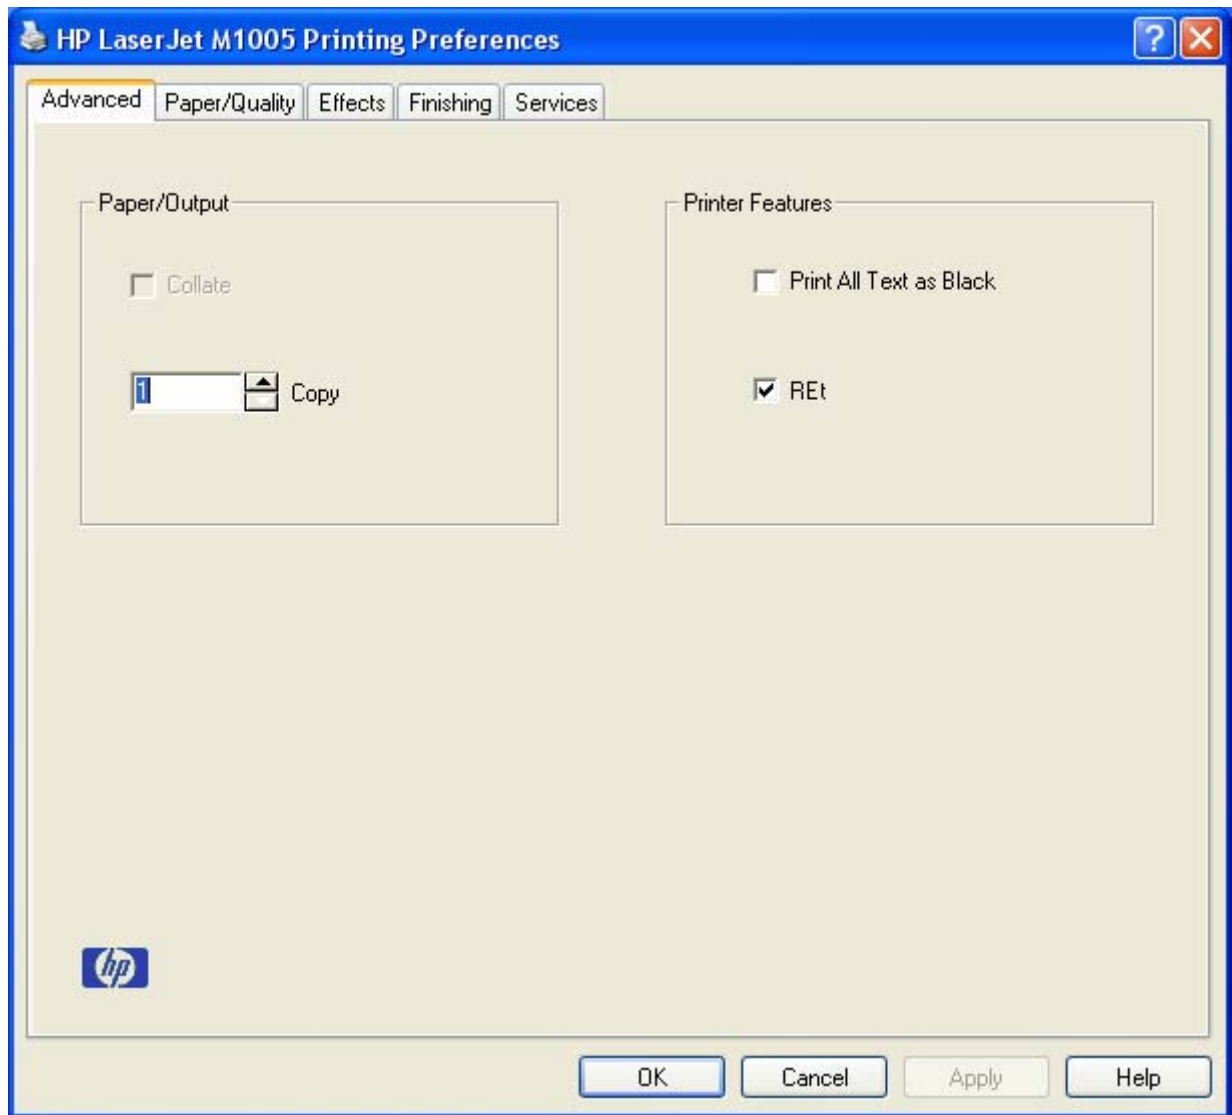 HP LaserJet M1005 Printing Preferences
?
Advanced Paper/Quality Effects Finishing Services
Paper/Output
Collate
1 Copy
Printer Features
Print All Text as Black
REt
hp
OK Cancel Apply Help